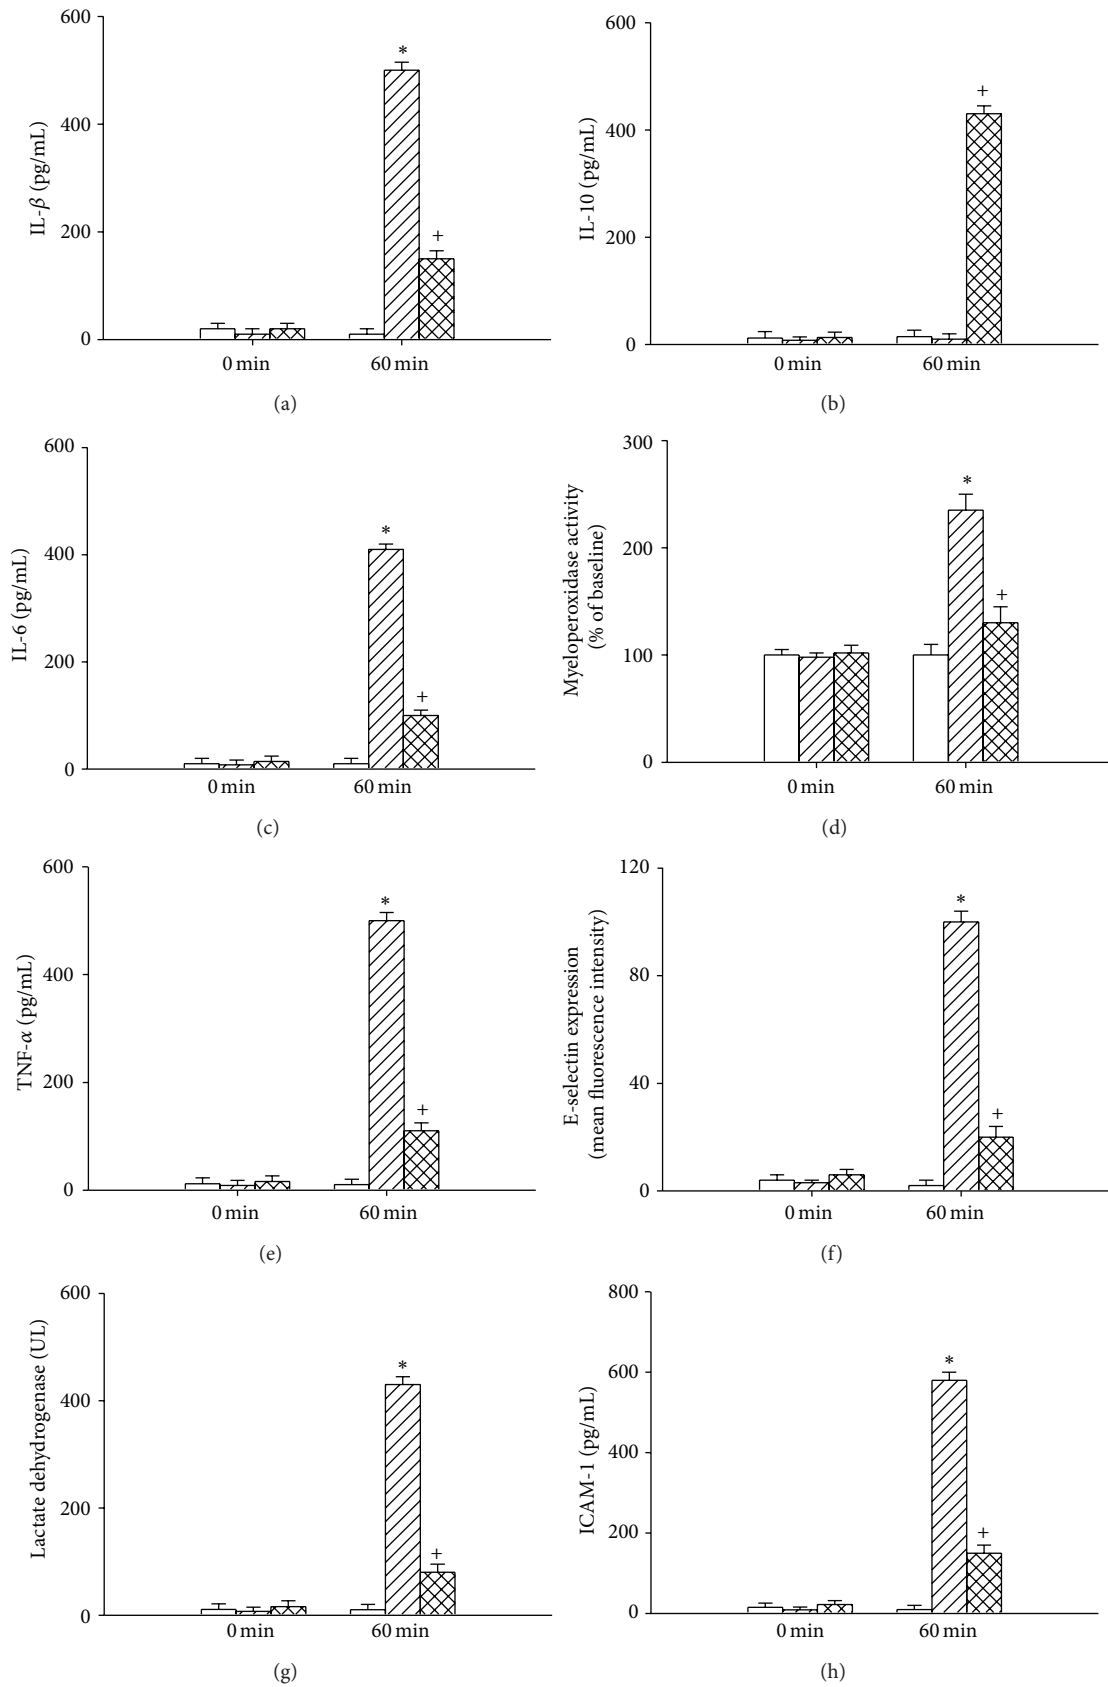 600
400
200
0
IL-β (pg/mL)
*
+
0 min
60 min
(a)
600
400
200
0
IL-10 (pg/mL)
+
0 min
60 min
(b)
600
400
200
0
IL-6 (pg/mL)
*
+
0 min
60 min
(c)
300
200
100
0
Myeloperoxidase activity
(% of baseline)
*
+
0 min
60 min
(d)
600
400
200
0
TNF-α (pg/mL)
*
+
0 min
60 min
(e)
120
80
40
0
E-selectin expression
(mean fluorescence intensity)
*
+
0 min
60 min
(f)
600
400
200
0
Lactate dehydrogenase (UL)
*
+
0 min
60 min
(g)
800
600
400
200
0
ICAM-1 (pg/mL)
*
+
0 min
60 min
(h)